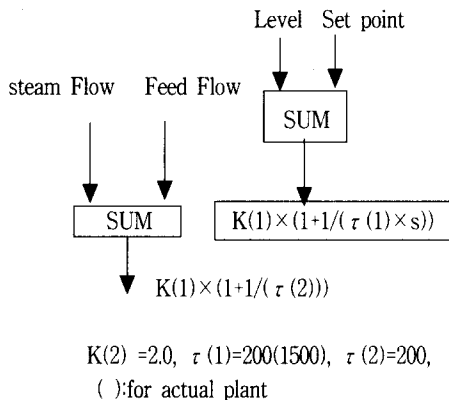 Level Set point
steam Flow Feed Flow
SUM
SUM
K(1)×(1+1/(τ(1)×s))
K(1)×(1+1/(τ(2)))
K(2) =2.0, τ(1)=200(1500), τ(2)=200,
( ):for actual plant